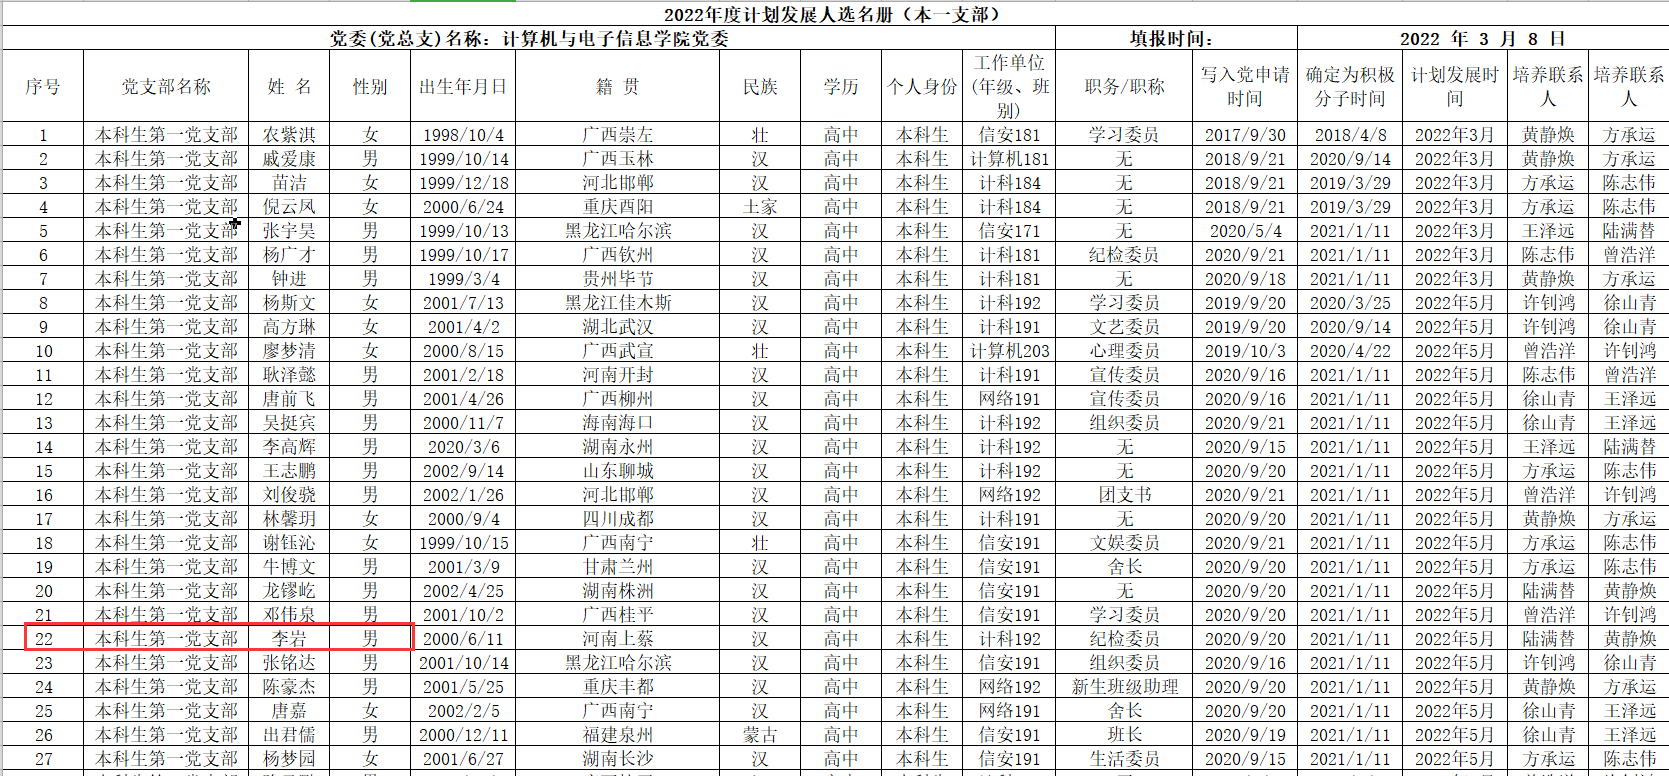 2022年度计划发展人选名册（本一支部）
党委(党总支)名称：计算机与电子信息学院党委 填报时间： 2022 年 3 月 8 日
序号 党支部名称 姓 名 性别 出生年月日 籍 贯 民族 学历 个人身份 工作单位(年级、班别) 职务/职称 写入党申请时间 确定为积极分子时间 计划发展时间 培养联系人 培养联系人
1 本科生第一党支部 农紫淇 女 1998/10/4 广西崇左 壮 高中 本科生 信安181 学习委员 2017/9/30 2018/4/8 2022年3月 黄静焕 方承运
2 本科生第一党支部 戚爱康 男 1999/10/14 广西玉林 汉 高中 本科生 计算机181 无 2018/9/21 2020/9/14 2022年3月 黄静焕 方承运
3 本科生第一党支部 苗洁 女 1999/12/18 河北邯郸 汉 高中 本科生 计科184 无 2018/9/21 2019/3/29 2022年3月 方承运 陈志伟
4 本科生第一党支部 倪云凤 女 2000/6/24 重庆酉阳 土家 高中 本科生 计科184 无 2018/9/21 2019/3/29 2022年3月 方承运 陈志伟
5 本科生第一党支部 张字昊 男 1999/10/13 黑龙江哈尔滨 汉 高中 本科生 信安171 无 2020/5/4 2021/1/11 2022年3月 王泽远 陆满替
6 本科生第一党支部 杨广才 男 1999/10/17 广西钦州 汉 高中 本科生 计科181 纪检委员 2020/9/21 2021/1/11 2022年3月 陈志伟 曾浩洋
7 本科生第一党支部 钟进 男 1999/3/4 贵州毕节 汉 高中 本科生 计科181 无 2020/9/18 2021/1/11 2022年3月 黄静焕 方承运
8 本科生第一党支部 杨斯文 女 2001/7/13 黑龙江佳木斯 汉 高中 本科生 计科192 学习委员 2019/9/20 2020/3/25 2022年5月 许钊鸿 徐山青
9 本科生第一党支部 高方琳 女 2001/4/2 湖北武汉 汉 高中 本科生 计科191 文艺委员 2019/9/20 2020/9/14 2022年5月 许钊鸿 徐山青
10 本科生第一党支部 廖梦清 女 2000/8/15 广西武宣 壮 高中 本科生 计算机203 心理委员 2019/10/3 2020/4/22 2022年5月 曾浩洋 许钊鸿
11 本科生第一党支部 耿泽懿 男 2001/2/18 河南开封 汉 高中 本科生 计科191 宣传委员 2020/9/16 2021/1/11 2022年5月 陈志伟 曾浩洋
12 本科生第一党支部 唐前飞 男 2001/4/26 广西柳州 汉 高中 本科生 网络191 宣传委员 2020/9/16 2021/1/11 2022年5月 徐山青 王泽远
13 本科生第一党支部 吴挺宾 男 2000/11/7 海南海口 汉 高中 本科生 计科192 组织委员 2020/9/21 2021/1/11 2022年5月 徐山青 王泽远
14 本科生第一党支部 李高辉 男 2020/3/6 湖南永州 汉 高中 本科生 计科192 无 2020/9/15 2021/1/11 2022年5月 王泽远 陆满替
15 本科生第一党支部 王志鹏 男 2002/9/14 山东聊城 汉 高中 本科生 计科192 无 2020/9/20 2021/1/11 2022年5月 方承运 陈志伟
16 本科生第一党支部 刘俊骁 男 2002/1/26 河北邯郸 汉 高中 本科生 网络192 团支书 2020/9/21 2021/1/11 2022年5月 曾浩洋 许钊鸿
17 本科生第一党支部 林馨玥 女 2000/9/4 四川成都 汉 高中 本科生 计科191 无 2020/9/20 2021/1/11 2022年5月 黄静焕 方承运
18 本科生第一党支部 谢钰沁 女 1999/10/15 广西南宁 壮 高中 本科生 信安191 文娱委员 2020/9/21 2021/1/11 2022年5月 方承运 陈志伟
19 本科生第一党支部 牛博文 男 2001/3/9 甘肃兰州 汉 高中 本科生 信安191 舍长 2020/9/20 2021/1/11 2022年5月 方承运 陈志伟
20 本科生第一党支部 龙镠屹 男 2002/4/25 湖南株洲 汉 高中 本科生 信安191 无 2020/9/20 2021/1/11 2022年5月 陆满替 黄静焕
21 本科生第一党支部 邓伟泉 男 2001/10/2 广西桂平 汉 高中 本科生 信安191 学习委员 2020/9/20 2021/1/11 2022年5月 曾浩洋 许钊鸿
22 本科生第一党支部 李岩 男 2000/6/11 河南上蔡 汉 高中 本科生 计科192 纪检委员 2020/9/20 2021/1/11 2022年5月 陆满替 黄静焕
23 本科生第一党支部 张铭达 男 2001/10/14 黑龙江哈尔滨 汉 高中 本科生 信安191 组织委员 2020/9/16 2021/1/11 2022年5月 许钊鸿 徐山青
24 本科生第一党支部 陈豪杰 男 2001/5/25 重庆丰都 汉 高中 本科生 网络192 新生班级助理 2020/9/20 2021/1/11 2022年5月 黄静焕 方承运
25 本科生第一党支部 唐嘉 女 2002/2/5 广西南宁 汉 高中 本科生 网络191 舍长 2020/9/20 2021/1/11 2022年5月 徐山青 王泽远
26 本科生第一党支部 出君儒 男 2000/12/11 福建泉州 蒙古 高中 本科生 信安191 班长 2020/9/19 2021/1/11 2022年5月 徐山青 王泽远
27 本科生第一党支部 杨梦园 女 2001/6/27 湖南长沙 汉 高中 本科生 信安191 生活委员 2020/9/15 2021/1/11 2022年5月 方承运 陈志伟